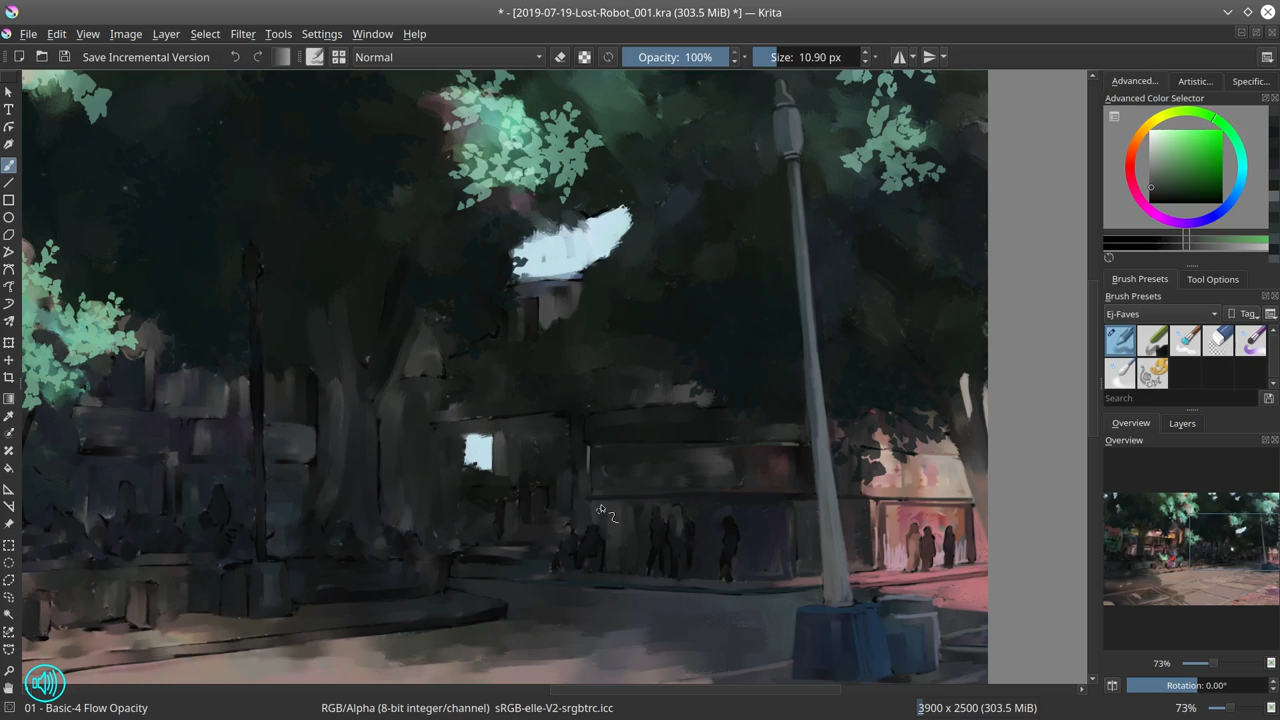 * - [2019-07-19-Lost-Robot_001.kra (303.5 MiB) *] — Krita
File Edit View Image Layer Select Filter Tools Settings Window Help
Save Incremental Version Normal Opacity: 100% Size: 10.90 px
Advanced... Artistic... Specific...
Advanced Color Selector
Brush Presets Tool Options
Brush Presets
Ej-Faves Tag
Search
Overview Layers
Overview
73%
Rotation: 0.00°
01 - Basic-4 Flow Opacity RGB/Alpha (8-bit integer/channel) sRGB-elle-V2-srgbtrc.icc 3900 x 2500 (303.5 MiB) 73%